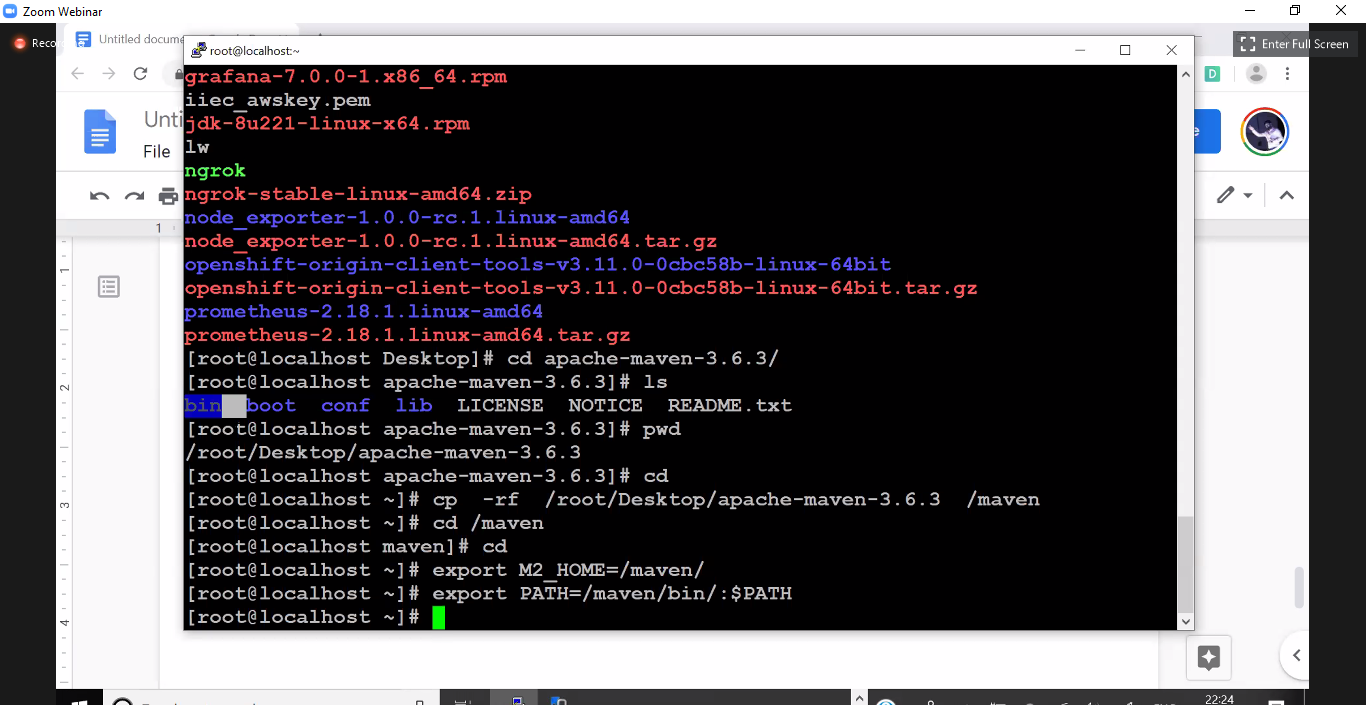 Zoom Webinar
Recor
Untitled docume
root@localhost:~
Enter Full Screen
D
Unti
File
e
1
1
2
3
4
grafana-7.0.0-1.x86_64.rpm
iiec_awskey.pem
jdk-8u221-linux-x64.rpm
lw
ngrok
ngrok-stable-linux-amd64.zip
node_exporter-1.0.0-rc.1.linux-amd64
node_exporter-1.0.0-rc.1.linux-amd64.tar.gz
openshift-origin-client-tools-v3.11.0-0cbc58b-linux-64bit
openshift-origin-client-tools-v3.11.0-0cbc58b-linux-64bit.tar.gz
prometheus-2.18.1.linux-amd64
prometheus-2.18.1.linux-amd64.tar.gz
[root@localhost Desktop]# cd apache-maven-3.6.3/
[root@localhost apache-maven-3.6.3]# ls
bin boot conf lib LICENSE NOTICE README.txt
[root@localhost apache-maven-3.6.3]# pwd
/root/Desktop/apache-maven-3.6.3
[root@localhost apache-maven-3.6.3]# cd
[root@localhost ~]# cp -rf /root/Desktop/apache-maven-3.6.3 /maven
[root@localhost ~]# cd /maven
[root@localhost maven]# cd
[root@localhost ~]# export M2_HOME=/maven/
[root@localhost ~]# export PATH=/maven/bin/:$PATH
[root@localhost ~]#
22:24